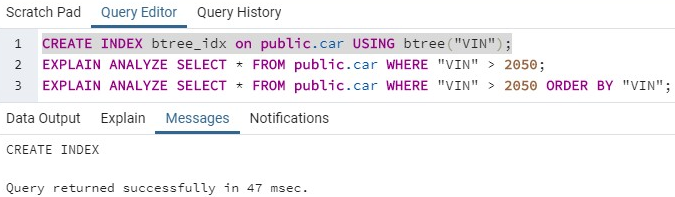 Scratch Pad Query Editor Query History
1 CREATE INDEX btree_idx on public.car USING btree("VIN");
2 EXPLAIN ANALYZE SELECT * FROM public.car WHERE "VIN" > 2050;
3 EXPLAIN ANALYZE SELECT * FROM public.car WHERE "VIN" > 2050 ORDER BY "VIN";
Data Output Explain Messages Notifications
CREATE INDEX
Query returned successfully in 47 msec.